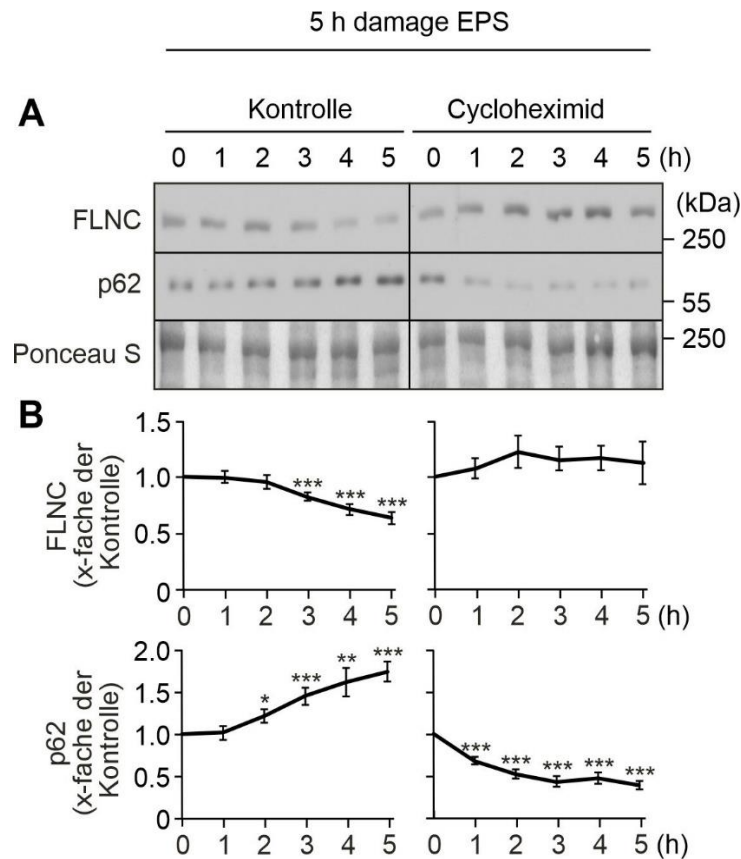 5 h damage EPS
A
Kontrolle Cycloheximid
0 1 2 3 4 5 0 1 2 3 4 5 (h)
FLNC (kDa)
250
p62
55
Ponceau S 250
B
FLNC
(x-fache der
Kontrolle)
1.5
1.0
0.5
0
*** *** ***
0 1 2 3 4 5 0 1 2 3 4 5 (h)
p62
(x-fache der
Kontrolle)
2.0
1.5
1.0
0.5
0
* *** ** ***
*** *** *** *** ***
0 1 2 3 4 5 0 1 2 3 4 5 (h)